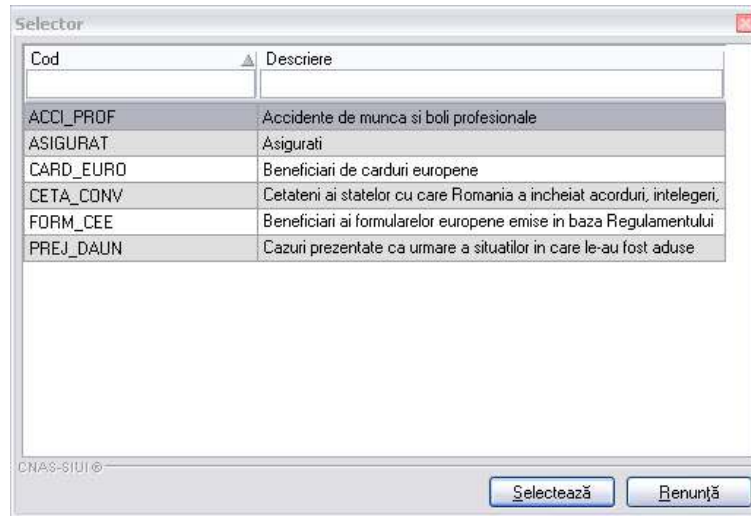 Selector
Cod Descriere
ACCI_PROF Accidente de munca si boli profesionale
ASIGURAT Asigurati
CARD_EURO Beneficiari de carduri europene
CETA_CONV Cetateni ai statelor cu care Romania a incheiat acorduri, intelegeri,
FORM_CEE Beneficiari ai formularelor europene emise in baza Regulamentului
PREJ_DAUN Cazuri prezentate ca urmare a situatilor in care le-au fost aduse
CNAS-SIUI ©
Selectează Renunță